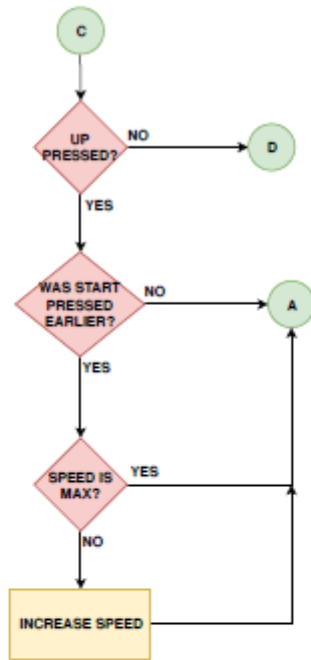 C
UP
PRESSED?
NO
D
YES
WAS START
PRESSED
EARLIER?
NO
A
YES
SPEED IS
MAX?
YES
NO
INCREASE SPEED